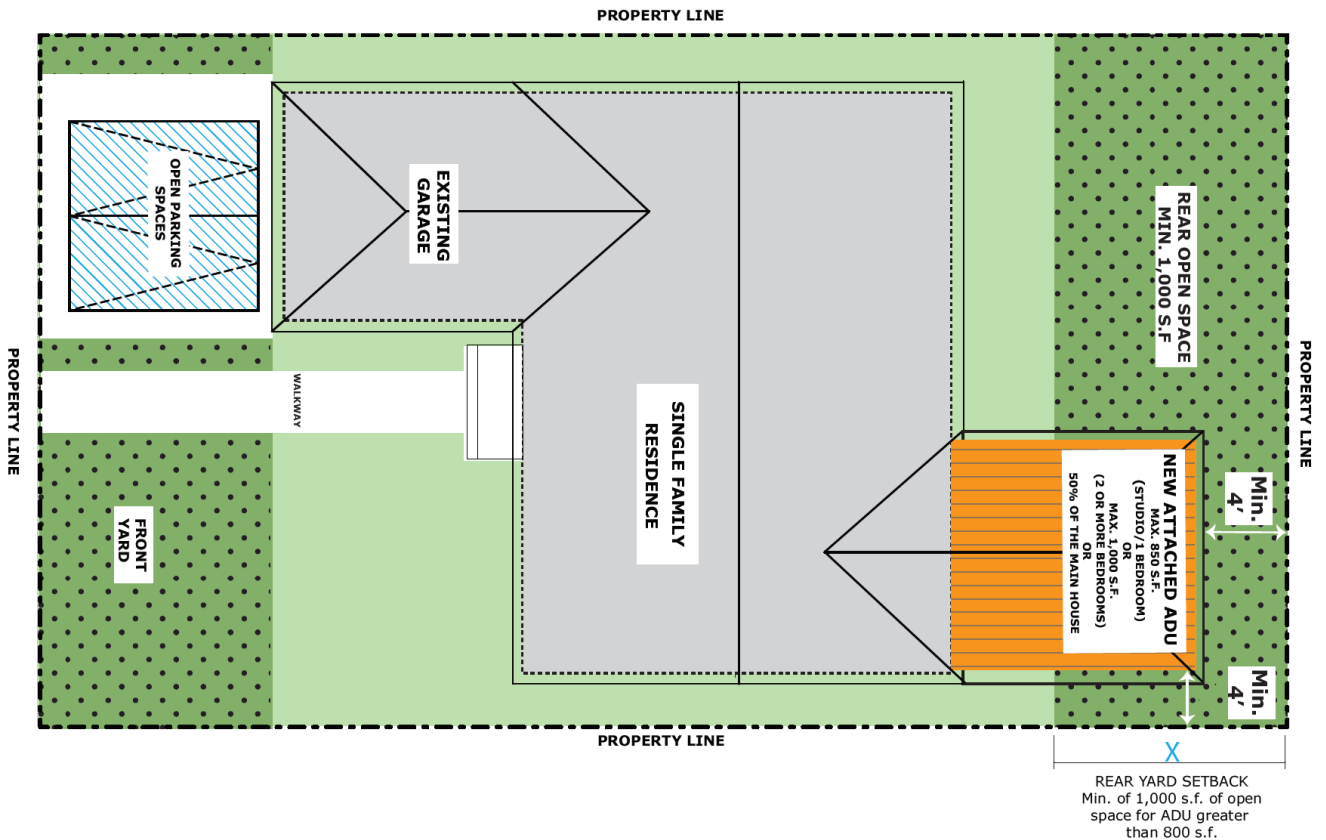 PROPERTY LINE
OPEN PARKING
SPACES
EXISTING
GARAGE
REAR OPEN SPACE
MIN. 1,000 S.F
PROPERTY LINE
WALKWAY
SINGLE FAMILY
RESIDENCE
NEW ATTACHED ADU
MAX. 850 S.F.
(STUDIO/1 BEDROOM)
OR
MAX. 1,000 S.F.
(2 OR MORE BEDROOMS)
OR
50% OF THE MAIN HOUSE
Min.
4’
PROPERTY LINE
FRONT
YARD
Min.
4’
PROPERTY LINE
X
REAR YARD SETBACK
Min. of 1,000 s.f. of open
space for ADU greater
than 800 s.f.